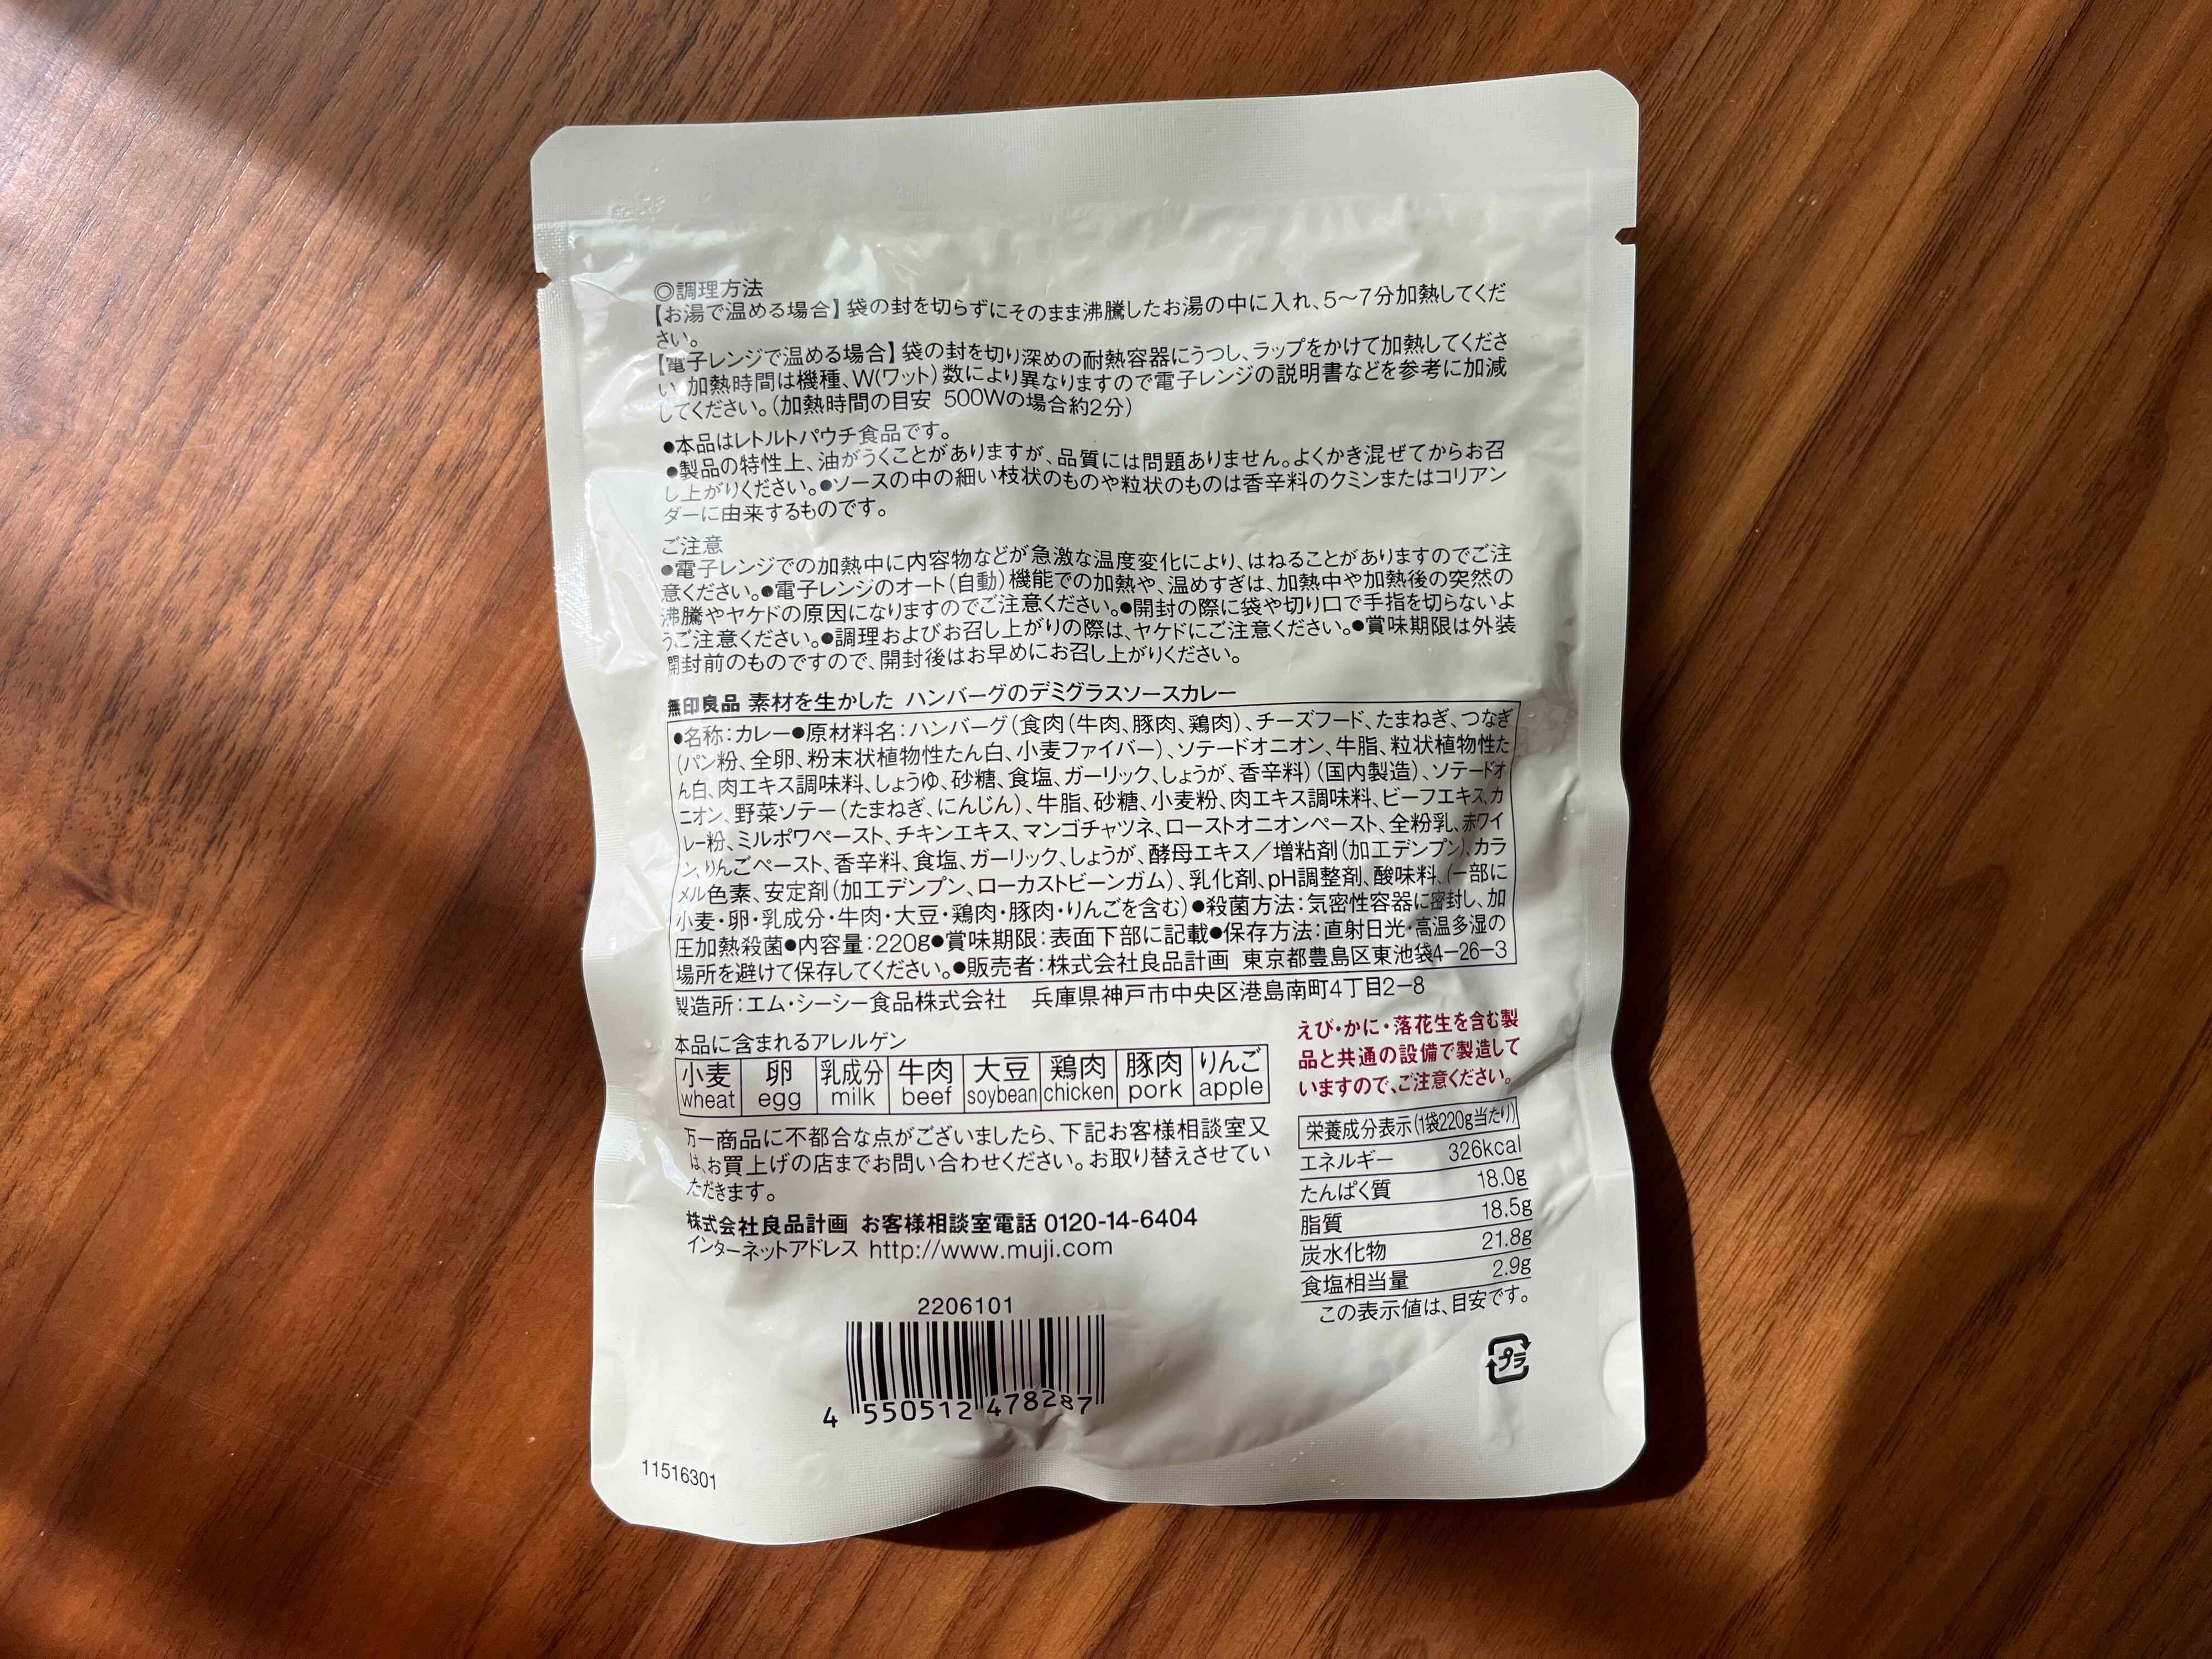 ◎調理方法
【お湯で温める場合】袋の封を切らずにそのまま沸騰したお湯の中に入れ、5〜7分加熱してくだ
さい。
【電子レンジで温める場合】袋の封を切り深めの耐熱容器にうつし、ラップをかけて加熱してくださ
い。加熱時間は機種、W(ワット)数により異なりますので電子レンジの説明書などを参考に加減
してください。(加熱時間の目安 500Wの場合約2分)
●本品はレトルトパウチ食品です。
●製品の特性上、油がうくことがありますが、品質には問題ありません。よくかき混ぜてからお召
し上がりください。●ソースの中の細い枝状のものや粒状のものは香辛料のクミンまたはコリアン
ダーに由来するものです。
ご注意
●電子レンジでの加熱中に内容物などが急激な温度変化により、はねることがありますのでご注
意ください。●電子レンジのオート(自動)機能での加熱や、温めすぎは、加熱中や加熱後の突然の
沸騰やヤケドの原因になりますのでご注意ください。●開封の際に袋や切り口で手指を切らないよ
うご注意ください。●調理およびお召し上がりの際は、ヤケドにご注意ください。●賞味期限は外装
開封前のものですので、開封後はお早めにお召し上がりください。
無印良品 素材を生かした ハンバーグのデミグラスソースカレー
●名称:カレー●原材料名:ハンバーグ(食肉(牛肉、豚肉、鶏肉)、チーズフード、たまねぎ、つなぎ
(パン粉、全卵、粉末状植物性たん白、小麦ファイバー)、ソテードオニオン、牛脂、粒状植物性た
ん白、肉エキス調味料、しょうゆ、砂糖、食塩、ガーリック、しょうが、香辛料)(国内製造)、ソテードオ
ニオン、野菜ソテー(たまねぎ、にんじん)、牛脂、砂糖、小麦粉、肉エキス調味料、ビーフエキス、カ
レー粉、ミルポワペースト、チキンエキス、マンゴチャツネ、ローストオニオンペースト、全粉乳、赤ワイ
ン、りんごペースト、香辛料、食塩、ガーリック、しょうが、酵母エキス/増粘剤(加工デンプン)、カラ
メル色素、安定剤(加工デンプン、ローカストビーンガム)、乳化剤、pH調整剤、酸味料、(一部に
小麦・卵・乳成分・牛肉・大豆・鶏肉・豚肉・りんごを含む)●殺菌方法:気密性容器に密封し、加
圧加熱殺菌●内容量:220g●賞味期限:表面下部に記載●保存方法:直射日光・高温多湿の
場所を避けて保存してください。●販売者:株式会社良品計画 東京都豊島区東池袋4-26-3
製造所:エム・シーシー食品株式会社 兵庫県神戸市中央区港島南町4丁目2-8
本品に含まれるアレルゲン
小麦 卵 乳成分 牛肉 大豆 鶏肉 豚肉 りんご
wheat egg milk beef soybean chicken pork apple
えび・かに・落花生を含む製
品と共通の設備で製造して
いますので、ご注意ください。
万一商品に不都合な点がございましたら、下記お客様相談室又
は、お買上げの店までお問い合わせください。お取り替えさせてい
ただきます。
株式会社良品計画 お客様相談室電話 0120-14-6404
インターネットアドレス http://www.muji.com
栄養成分表示(1袋220g当たり)
エネルギー 326kcal
たんぱく質 18.0g
脂質 18.5g
炭水化物 21.8g
食塩相当量 2.9g
この表示値は、目安です。
プラ
2206101
4 550512 478287
11516301